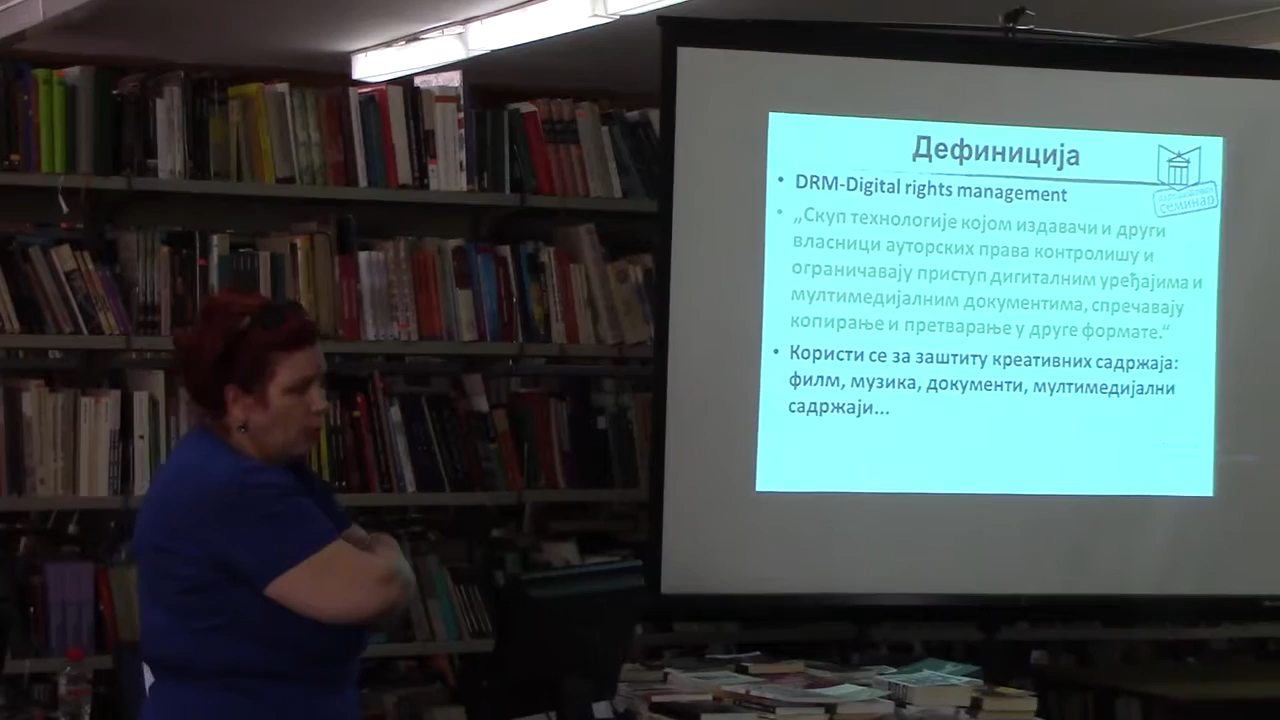 Дефиниција
• DRM-Digital rights management
• „Скуп технологије којом издавачи и други
власници ауторских права контролишу и
ограничавају приступ дигиталним уређајима и
мултимедијалним документима, спречавају
копирање и претварање у друге формате.“
• Користи се за заштиту креативних садржаја:
филм, музика, документи, мултимедијални
садржаји...
семинар